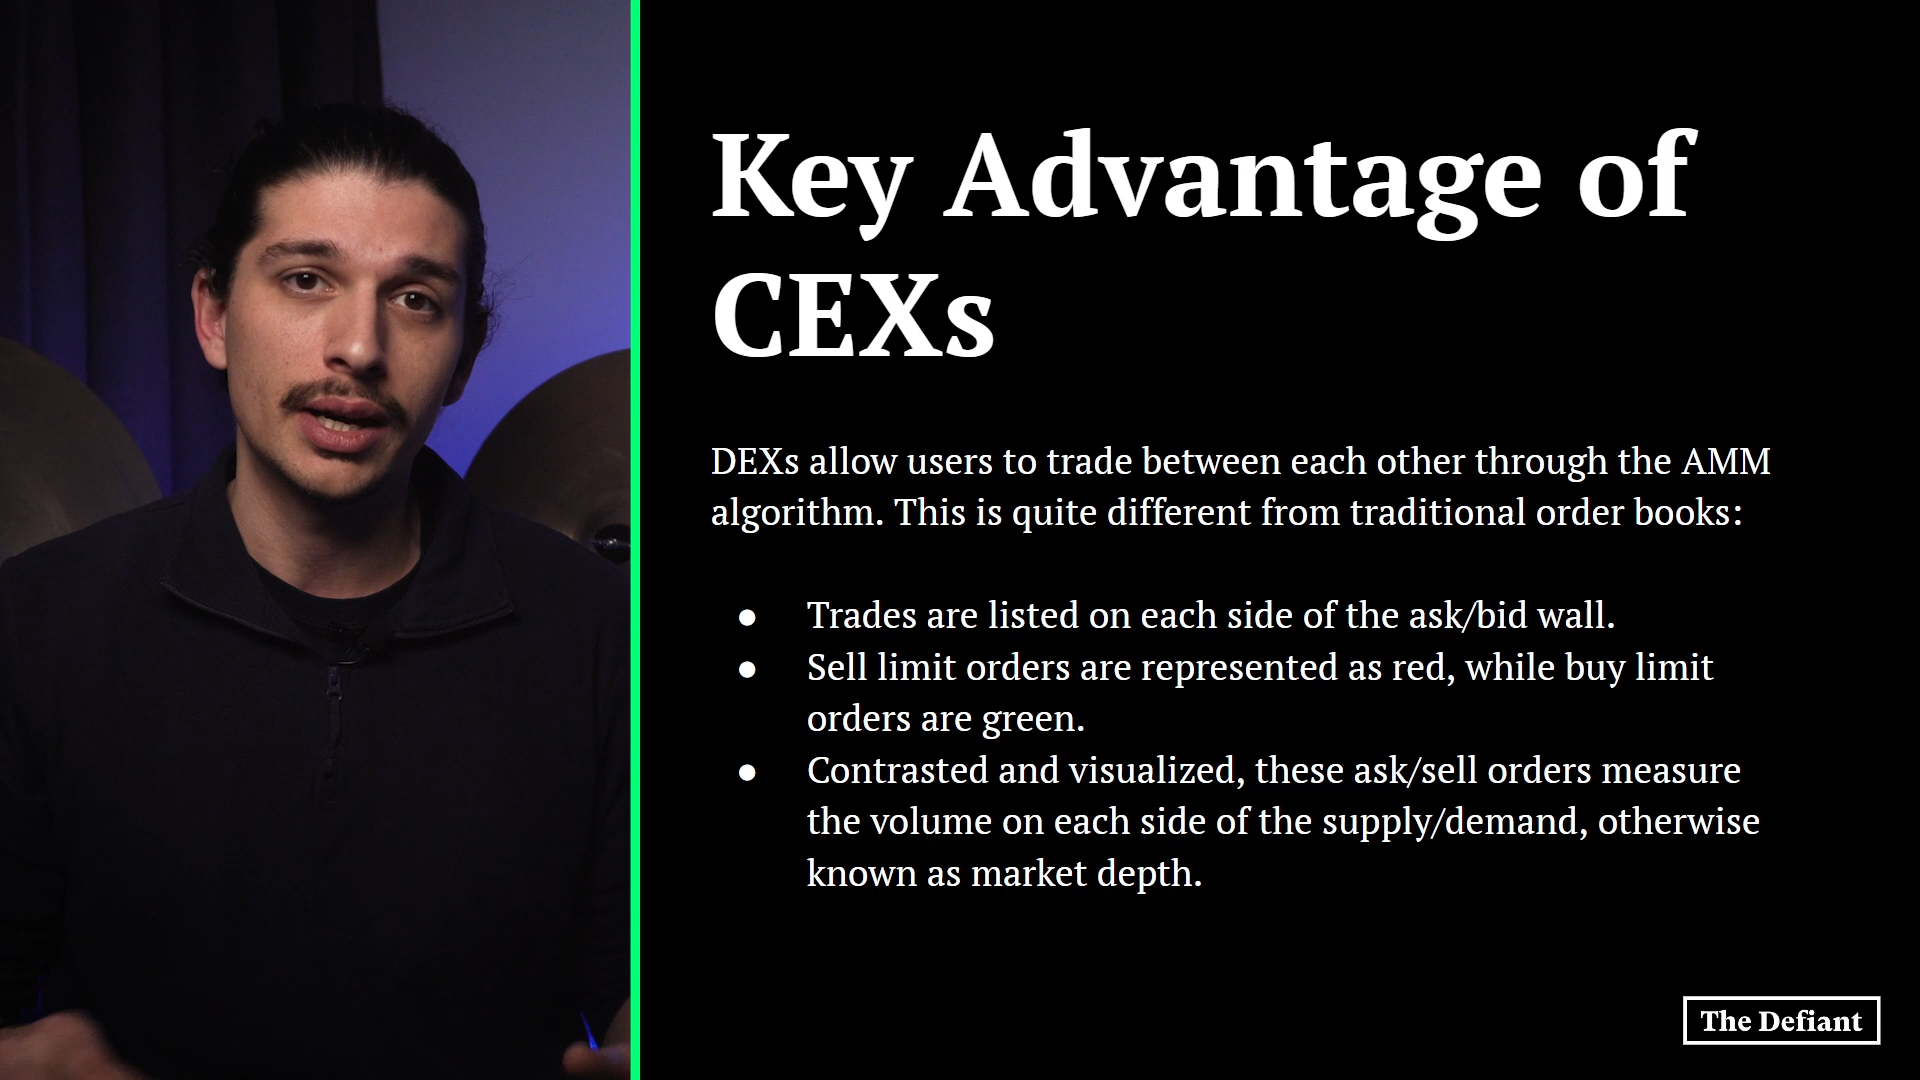 Key Advantage of
CEXs
DEXs allow users to trade between each other through the AMM
algorithm. This is quite different from traditional order books:
● Trades are listed on each side of the ask/bid wall.
● Sell limit orders are represented as red, while buy limit
orders are green.
● Contrasted and visualized, these ask/sell orders measure
the volume on each side of the supply/demand, otherwise
known as market depth.
The Defiant